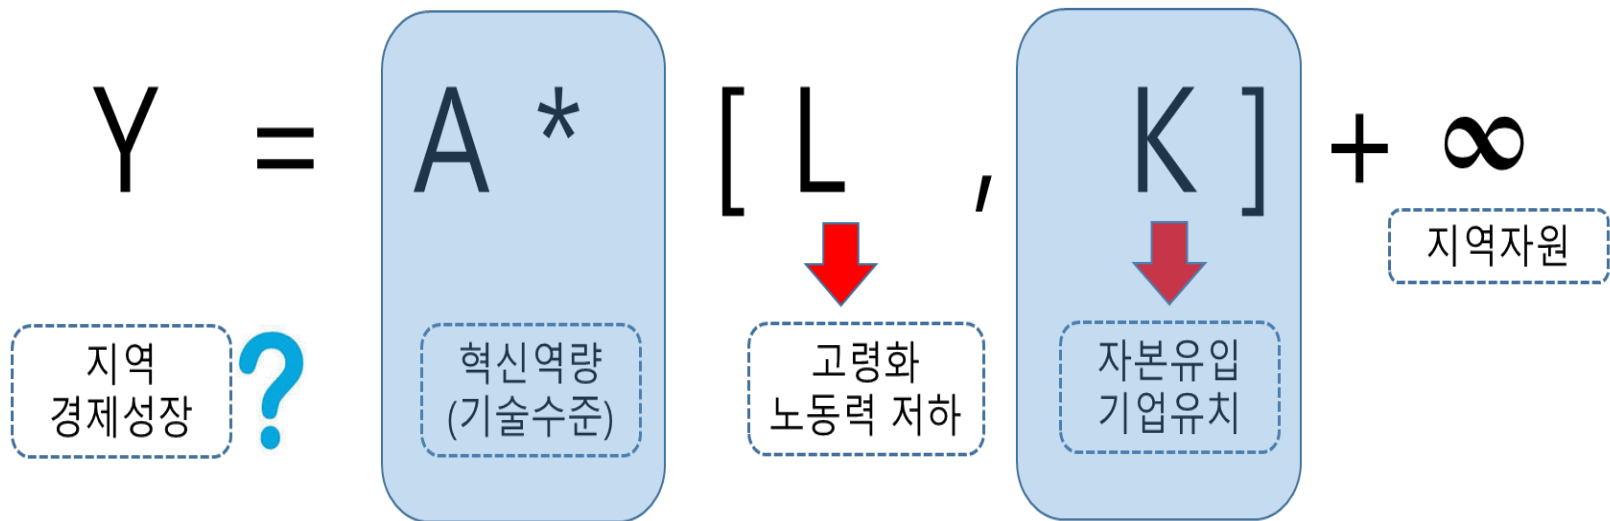 Y = A * [ L , K ] + ∞
지역자원
지역
경제성장
?
혁신역량
(기술수준)
고령화
노동력 저하
자본유입
기업유치